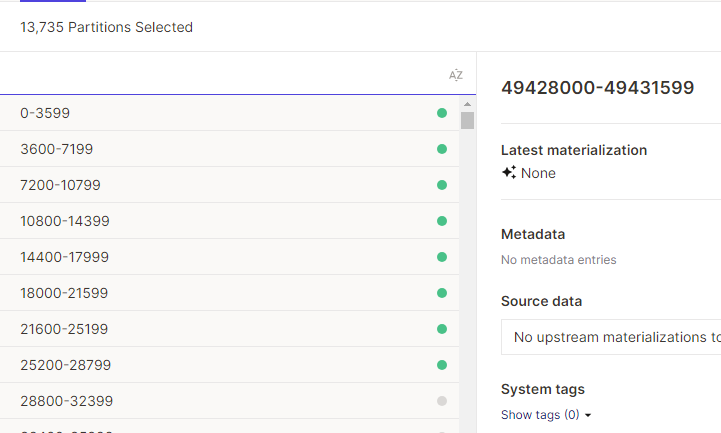 13,735 Partitions Selected
AZ
0-3599
3600-7199
7200-10799
10800-14399
14400-17999
18000-21599
21600-25199
25200-28799
28800-32399
49428000-49431599
Latest materialization
None
Metadata
No metadata entries
Source data
No upstream materializations to
System tags
Show tags (0)